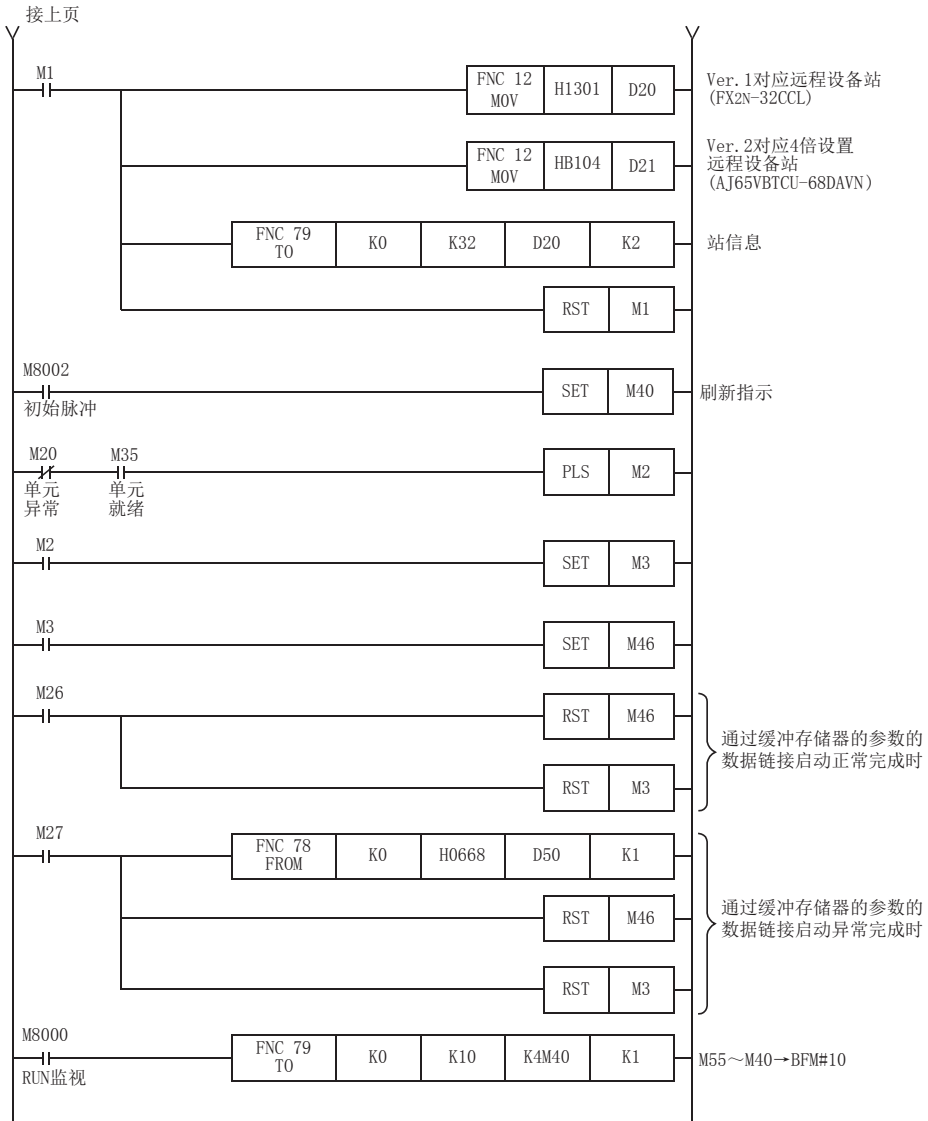 接上页
M1
FNC 12
MOV
H1301
D20
Ver.1对应远程设备站
(FX2N-32CCL)
FNC 12
MOV
HB104
D21
Ver.2对应4倍设置
远程设备站
(AJ65VBTCU-68DAVN)
FNC 79
TO
K0
K32
D20
K2
站信息
RST
M1
M8002
初始脉冲
SET
M40
刷新指示
M20
单元
异常
M35
单元
就绪
PLS
M2
M2
SET
M3
M3
SET
M46
M26
RST
M46
RST
M3
通过缓冲存储器的参数的
数据链接启动正常完成时
M27
FNC 78
FROM
K0
H0668
D50
K1
RST
M46
RST
M3
通过缓冲存储器的参数的
数据链接启动异常完成时
M8000
RUN监视
FNC 79
TO
K0
K10
K4M40
K1
M55～M40→BFM#10